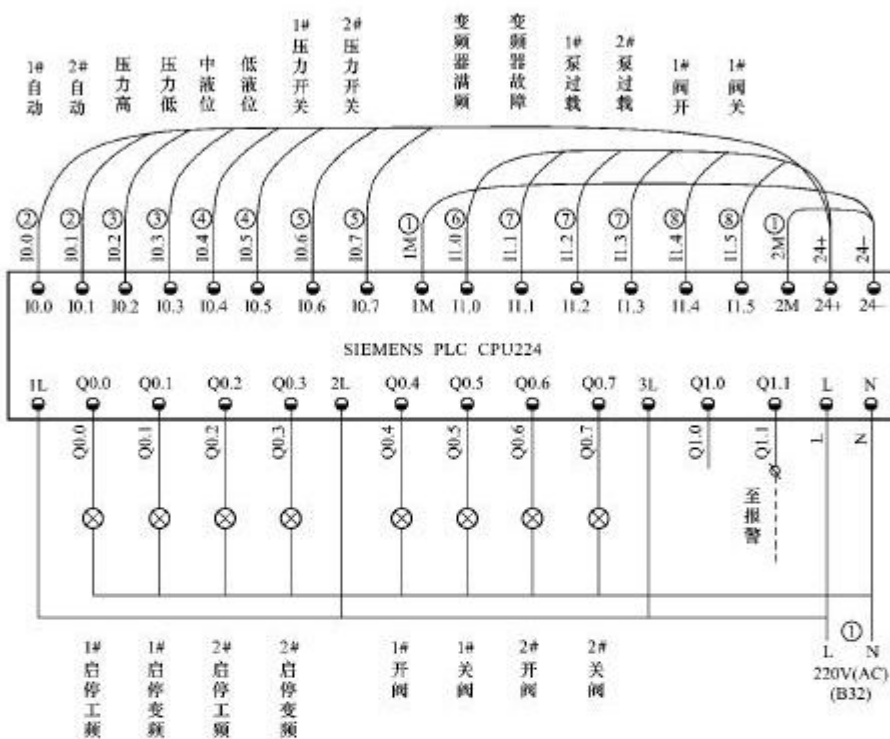 1#自动
2#自动
压力高
压力低
中液位
低液位
1#压力开关
2#压力开关
变频器满频
变频器故障
1#泵过载
2#泵过载
1#阀开
1#阀关
② ② ③ ③ ④ ④ ⑤ ⑤ ① ⑥ ⑦ ⑦ ⑦ ⑧ ⑧ ①
I0.0 I0.1 I0.2 I0.3 I0.4 I0.5 I0.6 I0.7 1M I1.0 I1.1 I1.2 I1.3 I1.4 I1.5 2M 24+ 24−
I0.0 I0.1 I0.2 I0.3 I0.4 I0.5 I0.6 I0.7 1M I1.0 I1.1 I1.2 I1.3 I1.4 I1.5 2M 24+ 24−
SIEMENS PLC CPU224
1L Q0.0 Q0.1 Q0.2 Q0.3 2L Q0.4 Q0.5 Q0.6 Q0.7 3L Q1.0 Q1.1 L N
Q0.0 Q0.1 Q0.2 Q0.3 Q0.4 Q0.5 Q0.6 Q0.7 Q1.0 Q1.1 L N
至报警
①
L N
220V(AC)
(B32)
1#启停工频
1#启停变频
2#启停工频
2#启停变频
1#开阀
1#关阀
2#开阀
2#关阀